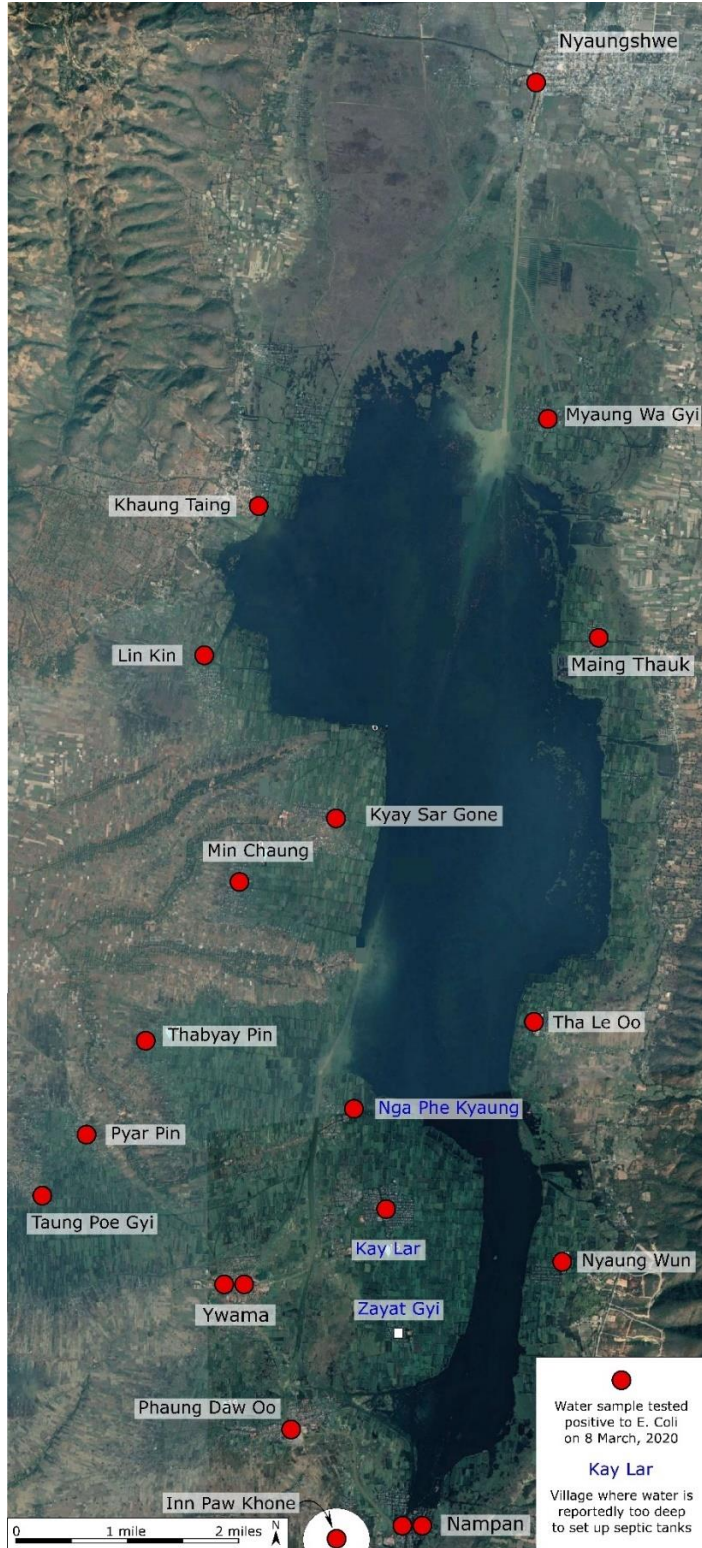 Nyaungshwe
Myaung Wa Gyi
Khaung Taing
Lin Kin
Maing Thauk
Kyay Sar Gone
Min Chaung
Tha Le Oo
Thabyay Pin
Nga Phe Kyaung
Pyar Pin
Taung Poe Gyi
Kay Lar
Nyaung Wun
Ywama
Zayat Gyi
Phaung Daw Oo
Inn Paw Khone
Nampan
0 1 mile 2 miles N
Water sample tested
positive to E. Coli
on 8 March, 2020
Kay Lar
Village where water is
reportedly too deep
to set up septic tanks